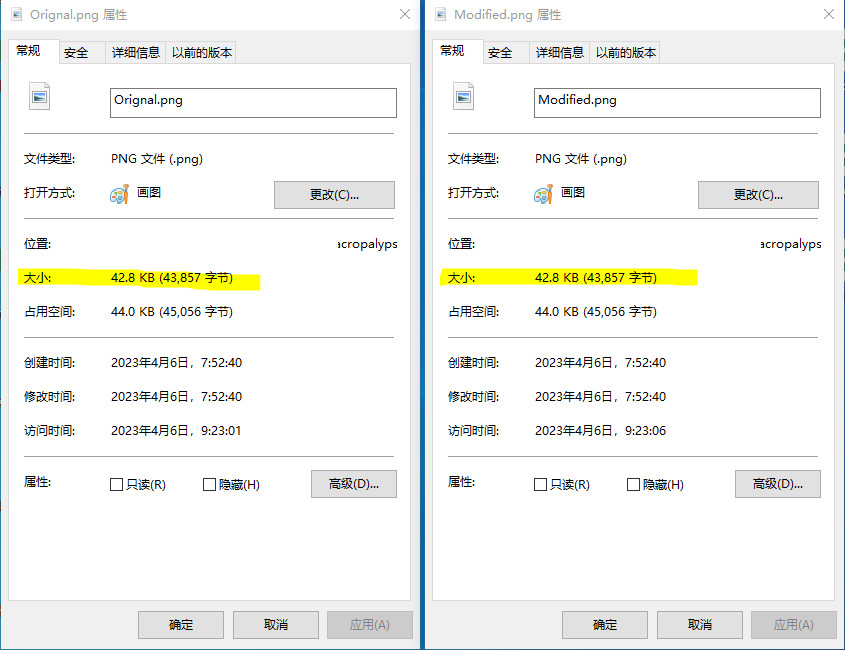 Orignal.png 属性
常规 安全 详细信息 以前的版本
Orignal.png
文件类型: PNG 文件 (.png)
打开方式: 画图 更改(C)...
位置: acropalyps
大小: 42.8 KB (43,857 字节)
占用空间: 44.0 KB (45,056 字节)
创建时间: 2023年4月6日，7:52:40
修改时间: 2023年4月6日，7:52:40
访问时间: 2023年4月6日，9:23:01
属性: 只读(R) 隐藏(H) 高级(D)...
确定 取消 应用(A)
Modified.png 属性
常规 安全 详细信息 以前的版本
Modified.png
文件类型: PNG 文件 (.png)
打开方式: 画图 更改(C)...
位置: acropalyps
大小: 42.8 KB (43,857 字节)
占用空间: 44.0 KB (45,056 字节)
创建时间: 2023年4月6日，7:52:40
修改时间: 2023年4月6日，7:52:40
访问时间: 2023年4月6日，9:23:06
属性: 只读(R) 隐藏(H) 高级(D)...
确定 取消 应用(A)